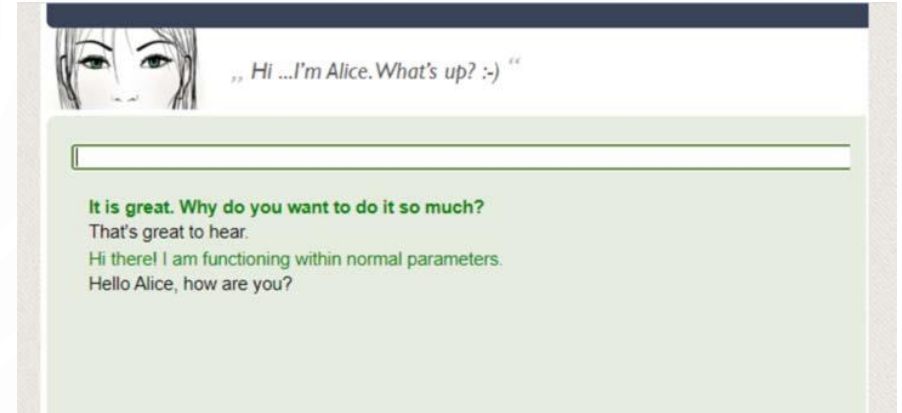 „ Hi ...I'm Alice. What's up? :-) “
It is great. Why do you want to do it so much?
That's great to hear.
Hi there! I am functioning within normal parameters.
Hello Alice, how are you?